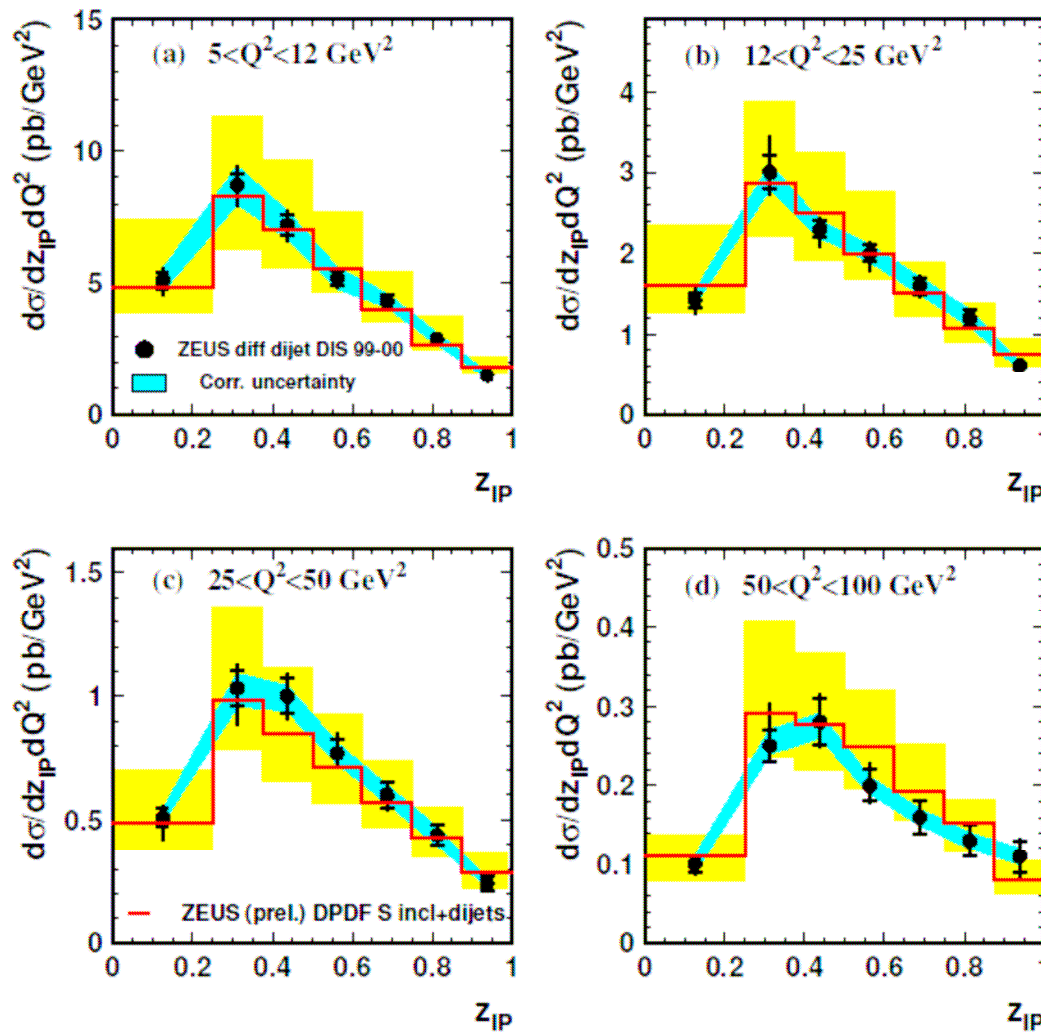 (a) 5<Q²<12 GeV²
dσ/dz_IP dQ² (pb/GeV²)
15
10
5
0
ZEUS diff dijet DIS 99-00
Corr. uncertainty
0 0.2 0.4 0.6 0.8 1
z_IP
(b) 12<Q²<25 GeV²
dσ/dz_IP dQ² (pb/GeV²)
4
3
2
1
0
0 0.2 0.4 0.6 0.8 1
z_IP
(c) 25<Q²<50 GeV²
dσ/dz_IP dQ² (pb/GeV²)
1.5
1
0.5
0
ZEUS (prel.) DPDF S incl+dijets
0 0.2 0.4 0.6 0.8 1
z_IP
(d) 50<Q²<100 GeV²
dσ/dz_IP dQ² (pb/GeV²)
0.5
0.4
0.3
0.2
0.1
0
0 0.2 0.4 0.6 0.8 1
z_IP